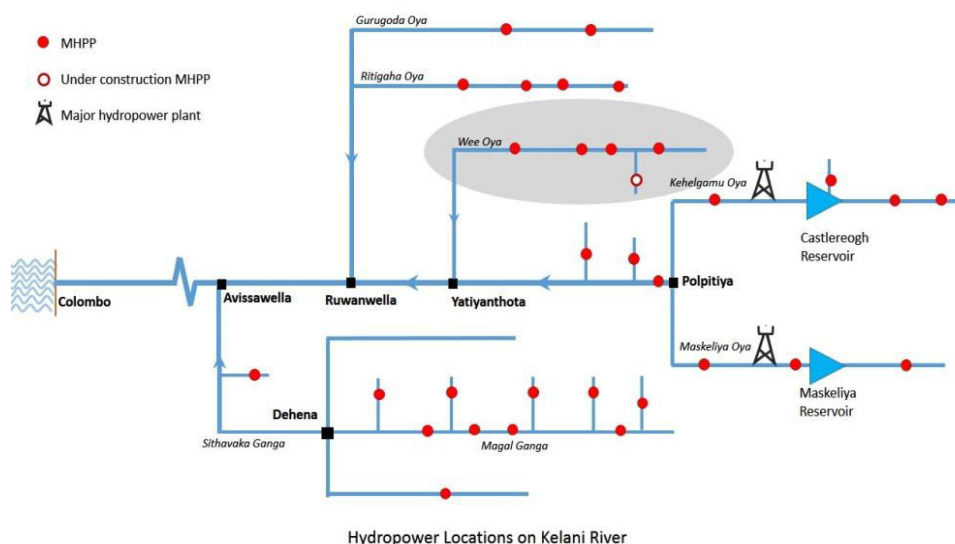 Gurugoda Oya
MHPP
Under construction MHPP
Ritigaha Oya
Major hydropower plant
Wee Oya
Kehelgamu Oya
Castlereogh
Reservoir
Colombo
Avissawella
Ruwanwella
Yatiyanthota
Polpitiya
Maskeliya Oya
Maskeliya
Reservoir
Dehena
Sithavaka Ganga
Magal Ganga
Hydropower Locations on Kelani River